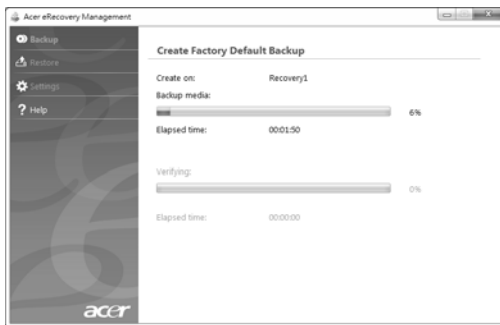 Acer eRecovery Management
Backup
Restore
Settings
? Help
Create Factory Default Backup
Create on: Recovery1
Backup media:
6%
Elapsed time: 00:01:50
Verifying:
0%
Elapsed time: 00:00:00
acer